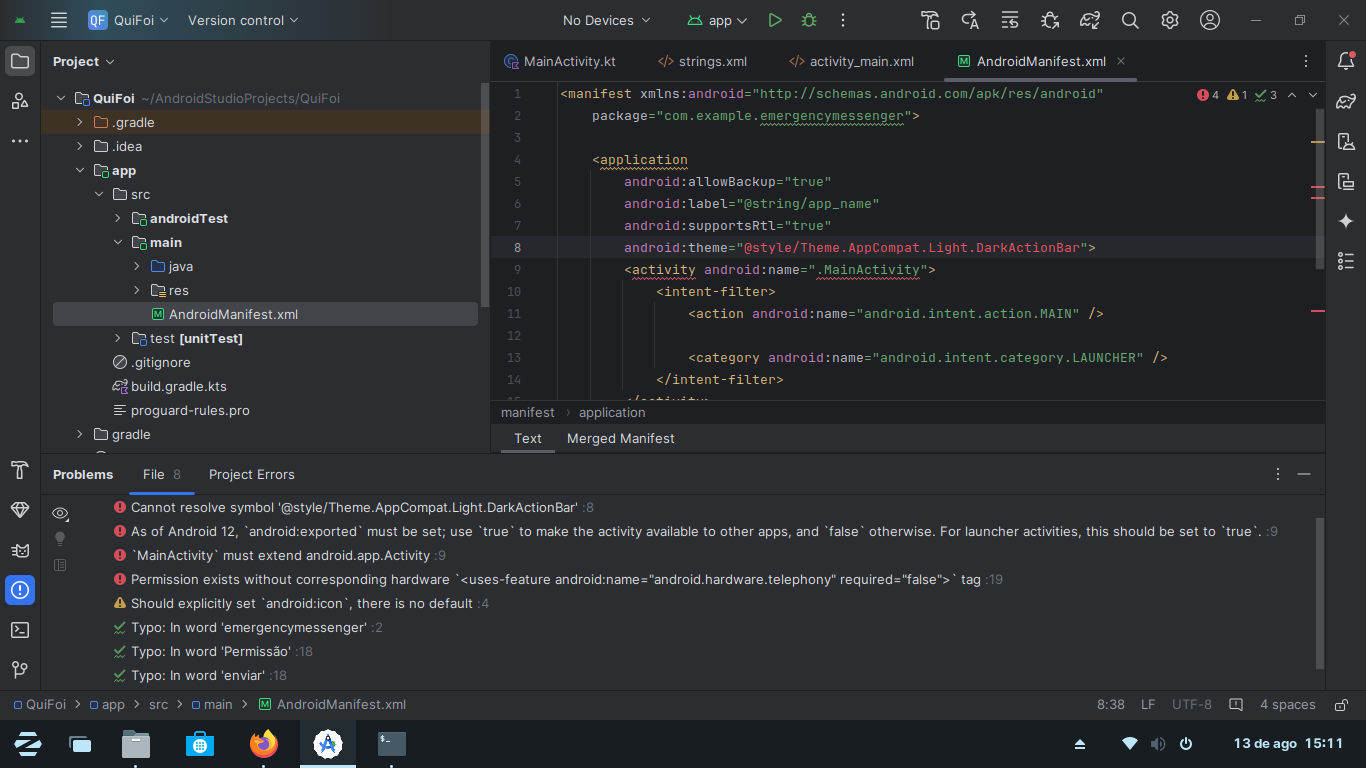 QF QuiFoi Version control No Devices app
Project
MainActivity.kt strings.xml activity_main.xml AndroidManifest.xml
QuiFoi ~/AndroidStudioProjects/QuiFoi
.gradle
.idea
app
src
androidTest
main
java
res
AndroidManifest.xml
test [unitTest]
.gitignore
build.gradle.kts
proguard-rules.pro
gradle
4 1 3
1 <manifest xmlns:android="http://schemas.android.com/apk/res/android"
2 package="com.example.emergencymessenger">
3
4 <application
5 android:allowBackup="true"
6 android:label="@string/app_name"
7 android:supportsRtl="true"
8 android:theme="@style/Theme.AppCompat.Light.DarkActionBar">
9 <activity android:name=".MainActivity">
10 <intent-filter>
11 <action android:name="android.intent.action.MAIN" />
12
13 <category android:name="android.intent.category.LAUNCHER" />
14 </intent-filter>
15 </activity>
manifest › application
Text Merged Manifest
Problems File 8 Project Errors
Cannot resolve symbol '@style/Theme.AppCompat.Light.DarkActionBar' :8
As of Android 12, `android:exported` must be set; use `true` to make the activity available to other apps, and `false` otherwise. For launcher activities, this should be set to `true`. :9
`MainActivity` must extend android.app.Activity :9
Permission exists without corresponding hardware `<uses-feature android:name="android.hardware.telephony" required="false">` tag :19
Should explicitly set `android:icon`, there is no default :4
Typo: In word 'emergencymessenger' :2
Typo: In word 'Permissão' :18
Typo: In word 'enviar' :18
QuiFoi > app > src > main > AndroidManifest.xml 8:38 LF UTF-8 4 spaces
13 de ago 15:11